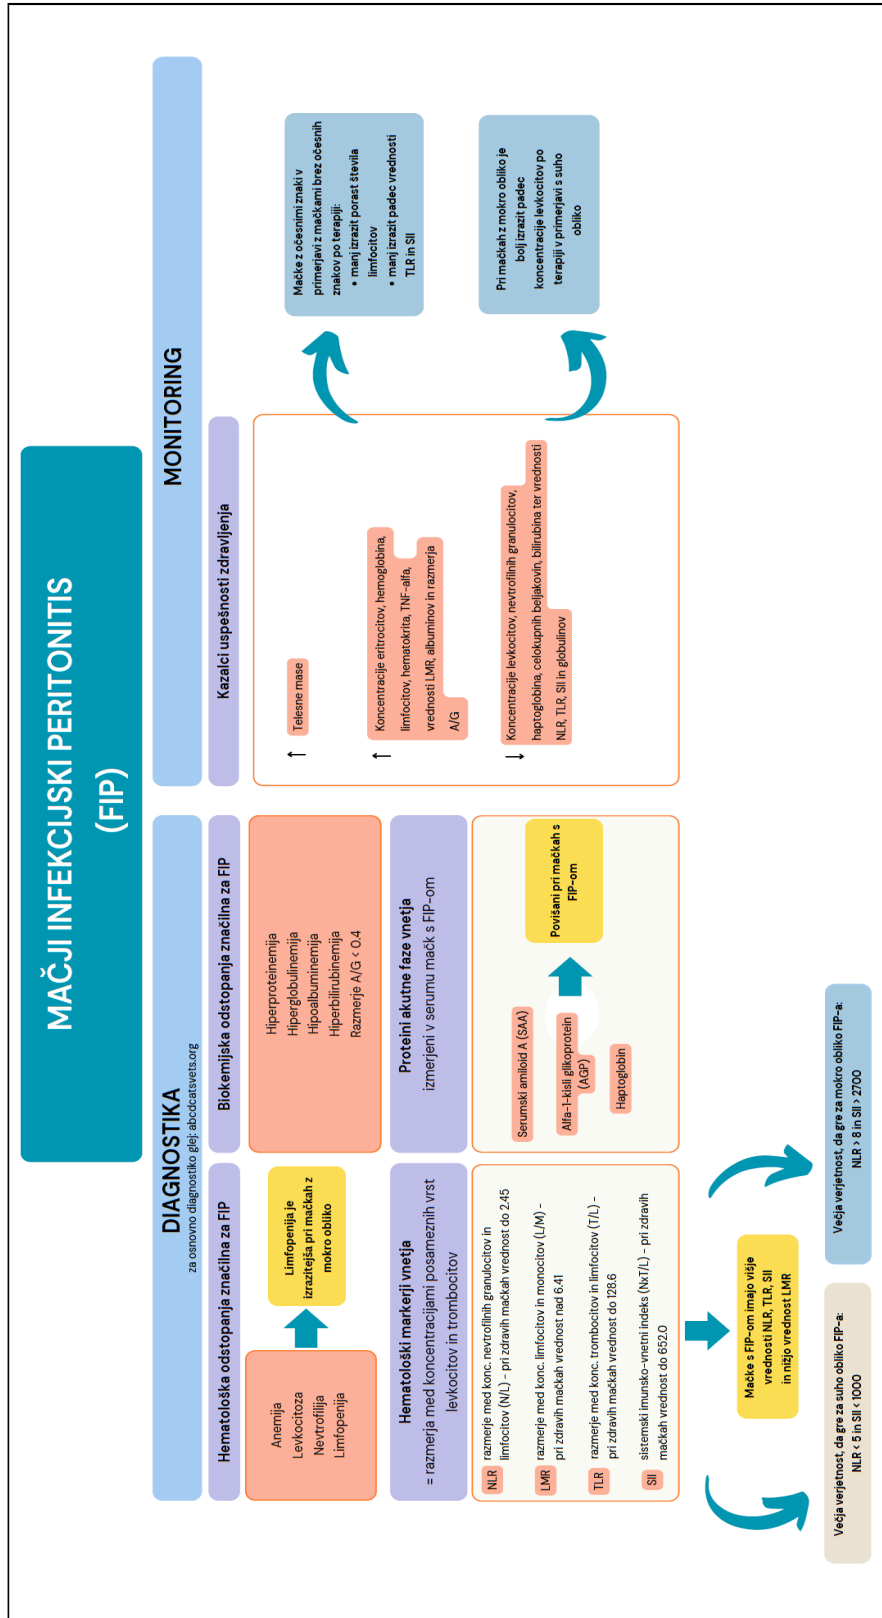 MAČJI INFEKCIJSKI PERITONITIS
(FIP)
DIAGNOSTIKA
za osnovno diagnostiko glej: abcdcatsvets.org
Hematološka odstopanja značilna za FIP
Anemija
Levkocitoza
Nevtrofilija
Limfopenija
Limfopenija je
izrazitejša pri mačkah z
mokro obliko
Biokemijska odstopanja značilna za FIP
Hiperproteinemija
Hiperglobulinemija
Hipoalbuminemija
Hiperbilirubinemija
Razmerje A/G < 0.4
Hematološki markerji vnetja
= razmerja med koncentracijami posameznih vrst
levkocitov in trombocitov
NLR razmerje med konc. nevtrofilnih granulocitov in
limfocitov (N/L) – pri zdravih mačkah vrednost do 2.45
LMR razmerje med konc. limfocitov in monocitov (L/M) –
pri zdravih mačkah vrednost nad 6.41
TLR razmerje med konc. trombocitov in limfocitov (T/L) –
pri zdravih mačkah vrednost do 128.6
SII sistemski imunsko-vnetni indeks (NxT/L) – pri zdravih
mačkah vrednost do 652.0
Proteini akutne faze vnetja
izmerjeni v serumu mačk s FIP-om
Serumski amiloid A (SAA)
Alfa-1-kisli glikoprotein
(AGP)
Haptoglobin
Povišani pri mačkah s
FIP-om
Mačke s FIP-om imajo višje
vrednosti NLR, TLR, SII
in nižjo vrednost LMR
Večja verjetnost, da gre za suho obliko FIP-a:
NLR < 5 in SII < 1000
Večja verjetnost, da gre za mokro obliko FIP-a:
NLR > 8 in SII > 2700
MONITORING
Kazalci uspešnosti zdravljenja
↑ Telesne mase
↑ Koncentracije eritrocitov, hemoglobina,
limfocitov, hematokrita, TNF-alfa,
vrednosti LMR, albuminov in razmerja
A/G
↓ Koncentracije levkocitov, nevtrofilnih granulocitov,
haptoglobina, celokupnih beljakovin, bilirubina ter vrednosti
NLR, TLR, SII in globulinov
Mačke z očesnimi znaki v
primerjavi z mačkami brez očesnih
znakov po terapiji:
• manj izrazit porast števila
limfocitov
• manj izrazit padec vrednosti
TLR in SII
Pri mačkah z mokro obliko je
bolj izrazit padec
koncentracije levkocitov po
terapiji v primerjavi s suho
obliko